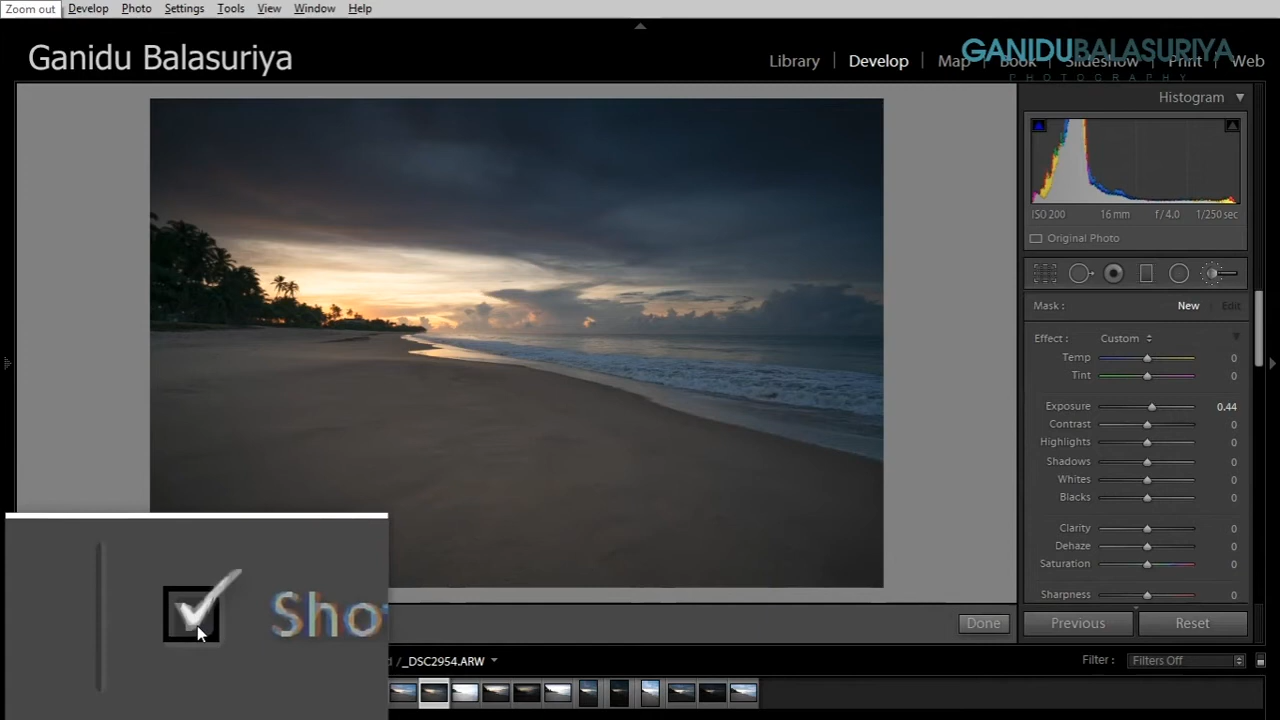 Zoom out Develop Photo Settings Tools View Window Help
Ganidu Balasuriya
Library Develop Map Book Slideshow Print Web
GANIDUBALASURIYA
PHOTOGRAPHY
Histogram
ISO 200 16 mm f / 4.0 1/250 sec
Original Photo
Mask : New Edit
Effect : Custom
Temp 0
Tint 0
Exposure 0.44
Contrast 0
Highlights 0
Shadows 0
Whites 0
Blacks 0
Clarity 0
Dehaze 0
Saturation 0
Sharpness 0
Sho
Done Previous Reset
/_DSC2954.ARW Filter : Filters Off